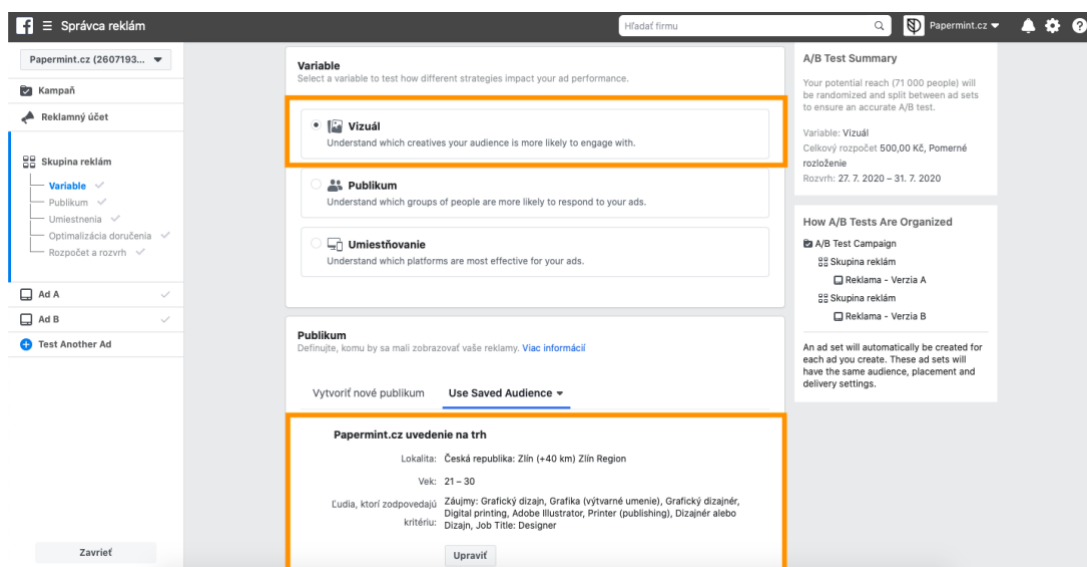 Správca reklám
Hľadať firmu
Papermint.cz
Papermint.cz (2607193...
Kampaň
Reklamný účet
Skupina reklám
Variable
Publikum
Umiestnenia
Optimalizácia doručenia
Rozpočet a rozvrh
Ad A
Ad B
Test Another Ad
Zavrieť
Variable
Select a variable to test how different strategies impact your ad performance.
Vizuál
Understand which creatives your audience is more likely to engage with.
Publikum
Understand which groups of people are more likely to respond to your ads.
Umiestňovanie
Understand which platforms are most effective for your ads.
Publikum
Definujte, komu by sa mali zobrazovať vaše reklamy. Viac informácií
Vytvoriť nové publikum
Use Saved Audience
Papermint.cz uvedenie na trh
Lokalita: Česká republika: Zlín (+40 km) Zlín Region
Vek: 21 – 30
Ľudia, ktorí zodpovedajú kritériu:
Záujmy: Grafický dizajn, Grafika (výtvarné umenie), Grafický dizajnér,
Digital printing, Adobe Illustrator, Printer (publishing), Dizajnér alebo
Dizajn, Job Title: Designer
Upraviť
A/B Test Summary
Your potential reach (71 000 people) will
be randomized and split between ad sets
to ensure an accurate A/B test.
Variable: Vizuál
Celkový rozpočet 500,00 Kč, Pomerné
rozloženie
Rozvrh: 27. 7. 2020 – 31. 7. 2020
How A/B Tests Are Organized
A/B Test Campaign
Skupina reklám
Reklama - Verzia A
Skupina reklám
Reklama - Verzia B
An ad set will automatically be created for
each ad you create. These ad sets will
have the same audience, placement and
delivery settings.